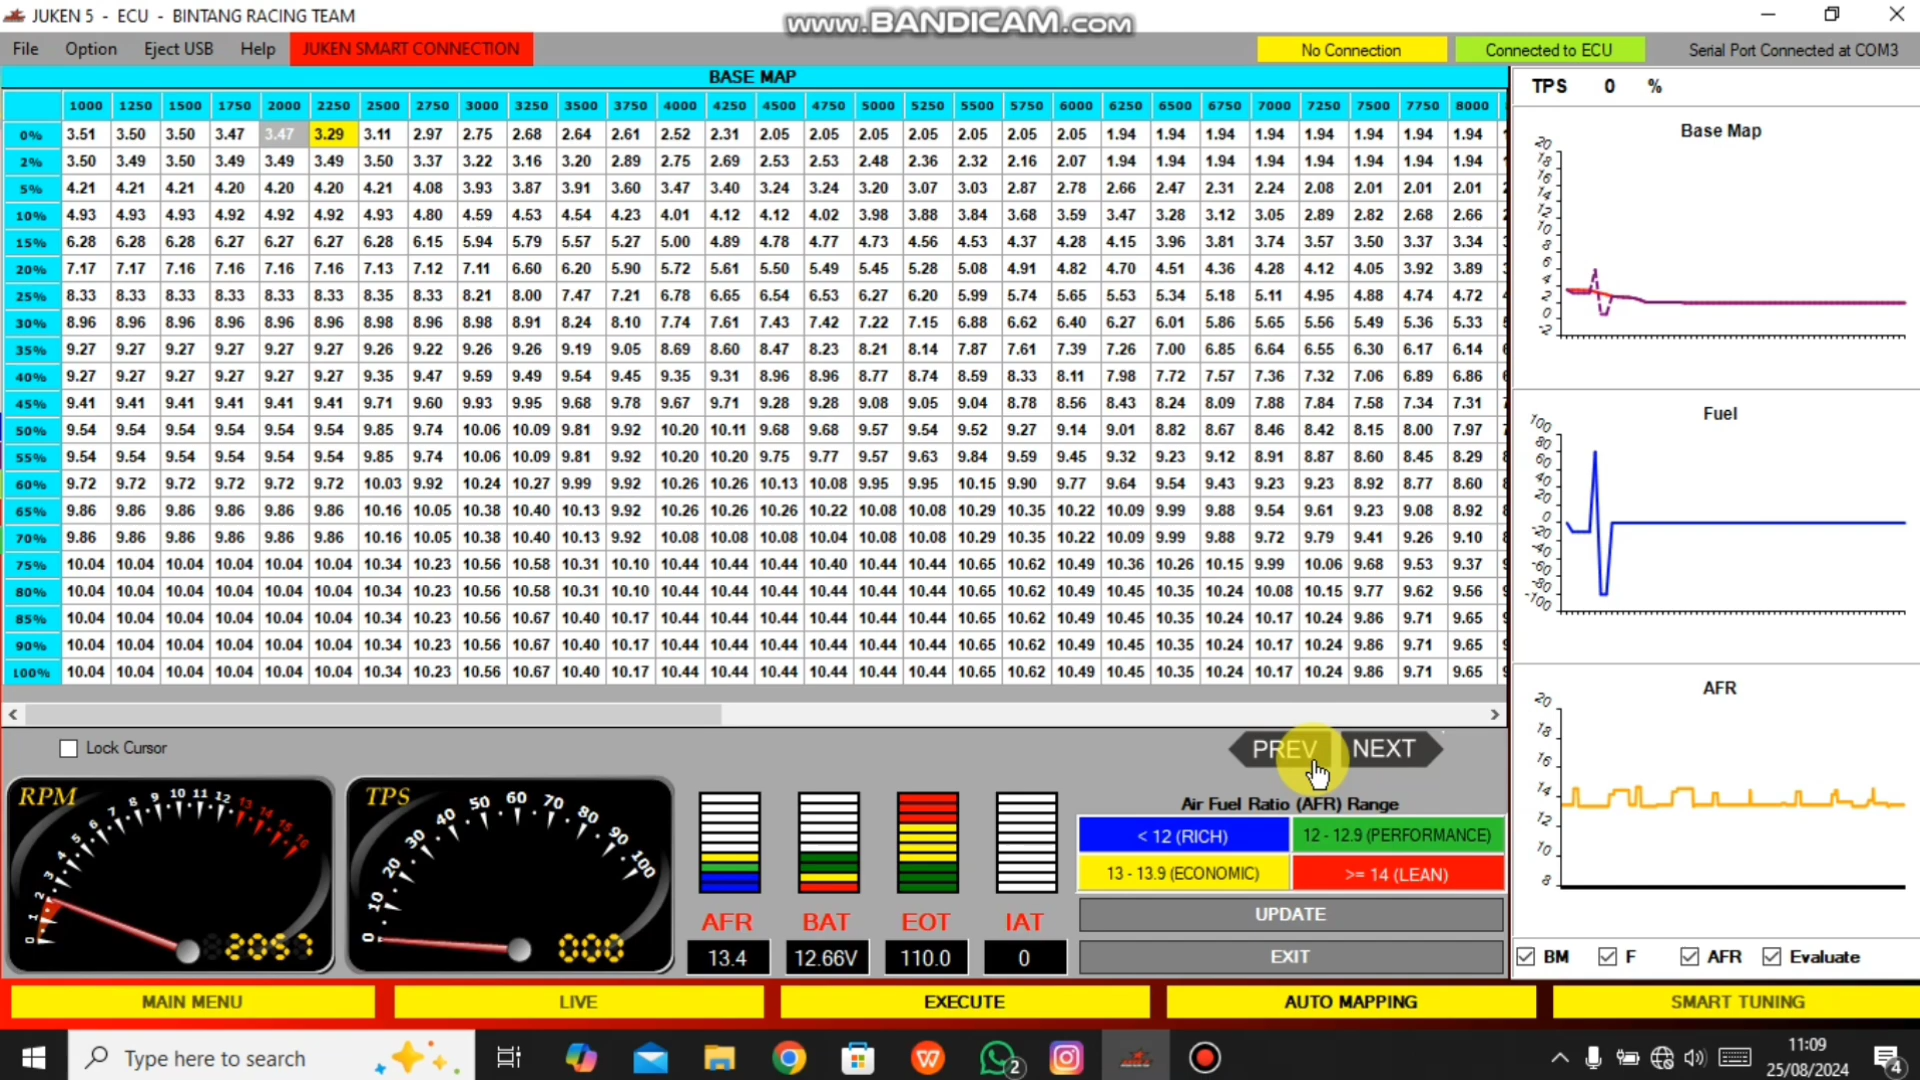 JUKEN 5 - ECU - BINTANG RACING TEAM
www.BANDICAM.com
File Option Eject USB Help JUKEN SMART CONNECTION No Connection Connected to ECU Serial Port Connected at COM3
BASE MAP
1000 1250 1500 1750 2000 2250 2500 2750 3000 3250 3500 3750 4000 4250 4500 4750 5000 5250 5500 5750 6000 6250 6500 6750 7000 7250 7500 7750 8000
0% 3.51 3.50 3.50 3.47 3.47 3.29 3.11 2.97 2.75 2.68 2.64 2.61 2.52 2.31 2.05 2.05 2.05 2.05 2.05 2.05 2.05 1.94 1.94 1.94 1.94 1.94 1.94 1.94 1.94
2% 3.50 3.49 3.50 3.49 3.49 3.49 3.50 3.37 3.22 3.16 3.20 2.89 2.75 2.69 2.53 2.53 2.48 2.36 2.32 2.16 2.07 1.94 1.94 1.94 1.94 1.94 1.94 1.94 1.94
5% 4.21 4.21 4.21 4.20 4.20 4.20 4.21 4.08 3.93 3.87 3.91 3.60 3.47 3.40 3.24 3.24 3.20 3.07 3.03 2.87 2.78 2.66 2.47 2.31 2.24 2.08 2.01 2.01 2.01
10% 4.93 4.93 4.93 4.92 4.92 4.92 4.93 4.80 4.59 4.53 4.54 4.23 4.01 4.12 4.12 4.02 3.98 3.88 3.84 3.68 3.59 3.47 3.28 3.12 3.05 2.89 2.82 2.68 2.66
15% 6.28 6.28 6.28 6.27 6.27 6.27 6.28 6.15 5.94 5.79 5.57 5.27 5.00 4.89 4.78 4.77 4.73 4.56 4.53 4.37 4.28 4.15 3.96 3.81 3.74 3.57 3.50 3.37 3.34
20% 7.17 7.17 7.16 7.16 7.16 7.16 7.13 7.12 7.11 6.60 6.20 5.90 5.72 5.61 5.50 5.49 5.45 5.28 5.08 4.91 4.82 4.70 4.51 4.36 4.28 4.12 4.05 3.92 3.89
25% 8.33 8.33 8.33 8.33 8.33 8.33 8.35 8.33 8.21 8.00 7.47 7.21 6.78 6.65 6.54 6.53 6.27 6.20 5.99 5.74 5.65 5.53 5.34 5.18 5.11 4.95 4.88 4.74 4.72
30% 8.96 8.96 8.96 8.96 8.96 8.96 8.98 8.96 8.98 8.91 8.24 8.10 7.74 7.61 7.43 7.42 7.22 7.15 6.88 6.62 6.40 6.27 6.01 5.86 5.65 5.56 5.49 5.36 5.33
35% 9.27 9.27 9.27 9.27 9.27 9.27 9.26 9.22 9.26 9.26 9.19 9.05 8.69 8.60 8.47 8.23 8.21 8.14 7.87 7.61 7.39 7.26 7.00 6.85 6.64 6.55 6.30 6.17 6.14
40% 9.27 9.27 9.27 9.27 9.27 9.27 9.35 9.47 9.59 9.49 9.54 9.45 9.35 9.31 8.96 8.96 8.77 8.74 8.59 8.33 8.11 7.98 7.72 7.57 7.36 7.32 7.06 6.89 6.86
45% 9.41 9.41 9.41 9.41 9.41 9.41 9.71 9.60 9.93 9.95 9.68 9.78 9.67 9.71 9.28 9.28 9.08 9.05 9.04 8.78 8.56 8.43 8.24 8.09 7.88 7.84 7.58 7.34 7.31
50% 9.54 9.54 9.54 9.54 9.54 9.54 9.85 9.74 10.06 10.09 9.81 9.92 10.20 10.11 9.68 9.68 9.57 9.54 9.52 9.27 9.14 9.01 8.82 8.67 8.46 8.42 8.15 8.00 7.97
55% 9.54 9.54 9.54 9.54 9.54 9.54 9.85 9.74 10.06 10.09 9.81 9.92 10.20 10.20 9.75 9.77 9.57 9.63 9.84 9.59 9.45 9.32 9.23 9.12 8.91 8.87 8.60 8.45 8.29
60% 9.72 9.72 9.72 9.72 9.72 9.72 10.03 9.92 10.24 10.27 9.99 9.92 10.26 10.26 10.13 10.08 9.95 9.95 10.15 9.90 9.77 9.64 9.54 9.43 9.23 9.23 8.92 8.77 8.60
65% 9.86 9.86 9.86 9.86 9.86 9.86 10.16 10.05 10.38 10.40 10.13 9.92 10.26 10.26 10.26 10.22 10.08 10.08 10.29 10.35 10.22 10.09 9.99 9.88 9.54 9.61 9.23 9.08 8.92
70% 9.86 9.86 9.86 9.86 9.86 9.86 10.16 10.05 10.38 10.40 10.13 9.92 10.08 10.08 10.08 10.04 10.08 10.08 10.29 10.35 10.22 10.09 9.99 9.88 9.72 9.79 9.41 9.26 9.10
75% 10.04 10.04 10.04 10.04 10.04 10.04 10.34 10.23 10.56 10.58 10.31 10.10 10.44 10.44 10.44 10.40 10.44 10.44 10.65 10.62 10.49 10.36 10.26 10.15 9.99 10.06 9.68 9.53 9.37
80% 10.04 10.04 10.04 10.04 10.04 10.04 10.34 10.23 10.56 10.58 10.31 10.10 10.44 10.44 10.44 10.44 10.44 10.44 10.65 10.62 10.49 10.45 10.35 10.24 10.08 10.15 9.77 9.62 9.56
85% 10.04 10.04 10.04 10.04 10.04 10.04 10.34 10.23 10.56 10.67 10.40 10.17 10.44 10.44 10.44 10.44 10.44 10.44 10.65 10.62 10.49 10.45 10.35 10.24 10.17 10.24 9.86 9.71 9.65
90% 10.04 10.04 10.04 10.04 10.04 10.04 10.34 10.23 10.56 10.67 10.40 10.17 10.44 10.44 10.44 10.44 10.44 10.44 10.65 10.62 10.49 10.45 10.35 10.24 10.17 10.24 9.86 9.71 9.65
100% 10.04 10.04 10.04 10.04 10.04 10.04 10.34 10.23 10.56 10.67 10.40 10.17 10.44 10.44 10.44 10.44 10.44 10.44 10.65 10.62 10.49 10.45 10.35 10.24 10.17 10.24 9.86 9.71 9.65
TPS 0 %
Base Map
20
18
16
14
12
10
8
6
4
2
0
-2
Fuel
100
80
60
40
20
0
-20
-40
-60
-80
-100
AFR
20
18
16
14
12
10
8
BM F AFR Evaluate
Lock Cursor
PREV NEXT
RPM
0 1 2 3 4 5 6 7 8 9 10 11 12 13 14 15 16
2057
TPS
0 10 20 30 40 50 60 70 80 90 100
000
AFR BAT EOT IAT
13.4 12.66V 110.0 0
Air Fuel Ratio (AFR) Range
< 12 (RICH) 12 - 12.9 (PERFORMANCE)
13 - 13.9 (ECONOMIC) >= 14 (LEAN)
UPDATE
EXIT
MAIN MENU LIVE EXECUTE AUTO MAPPING SMART TUNING
Type here to search
2
11:09
25/08/2024
4